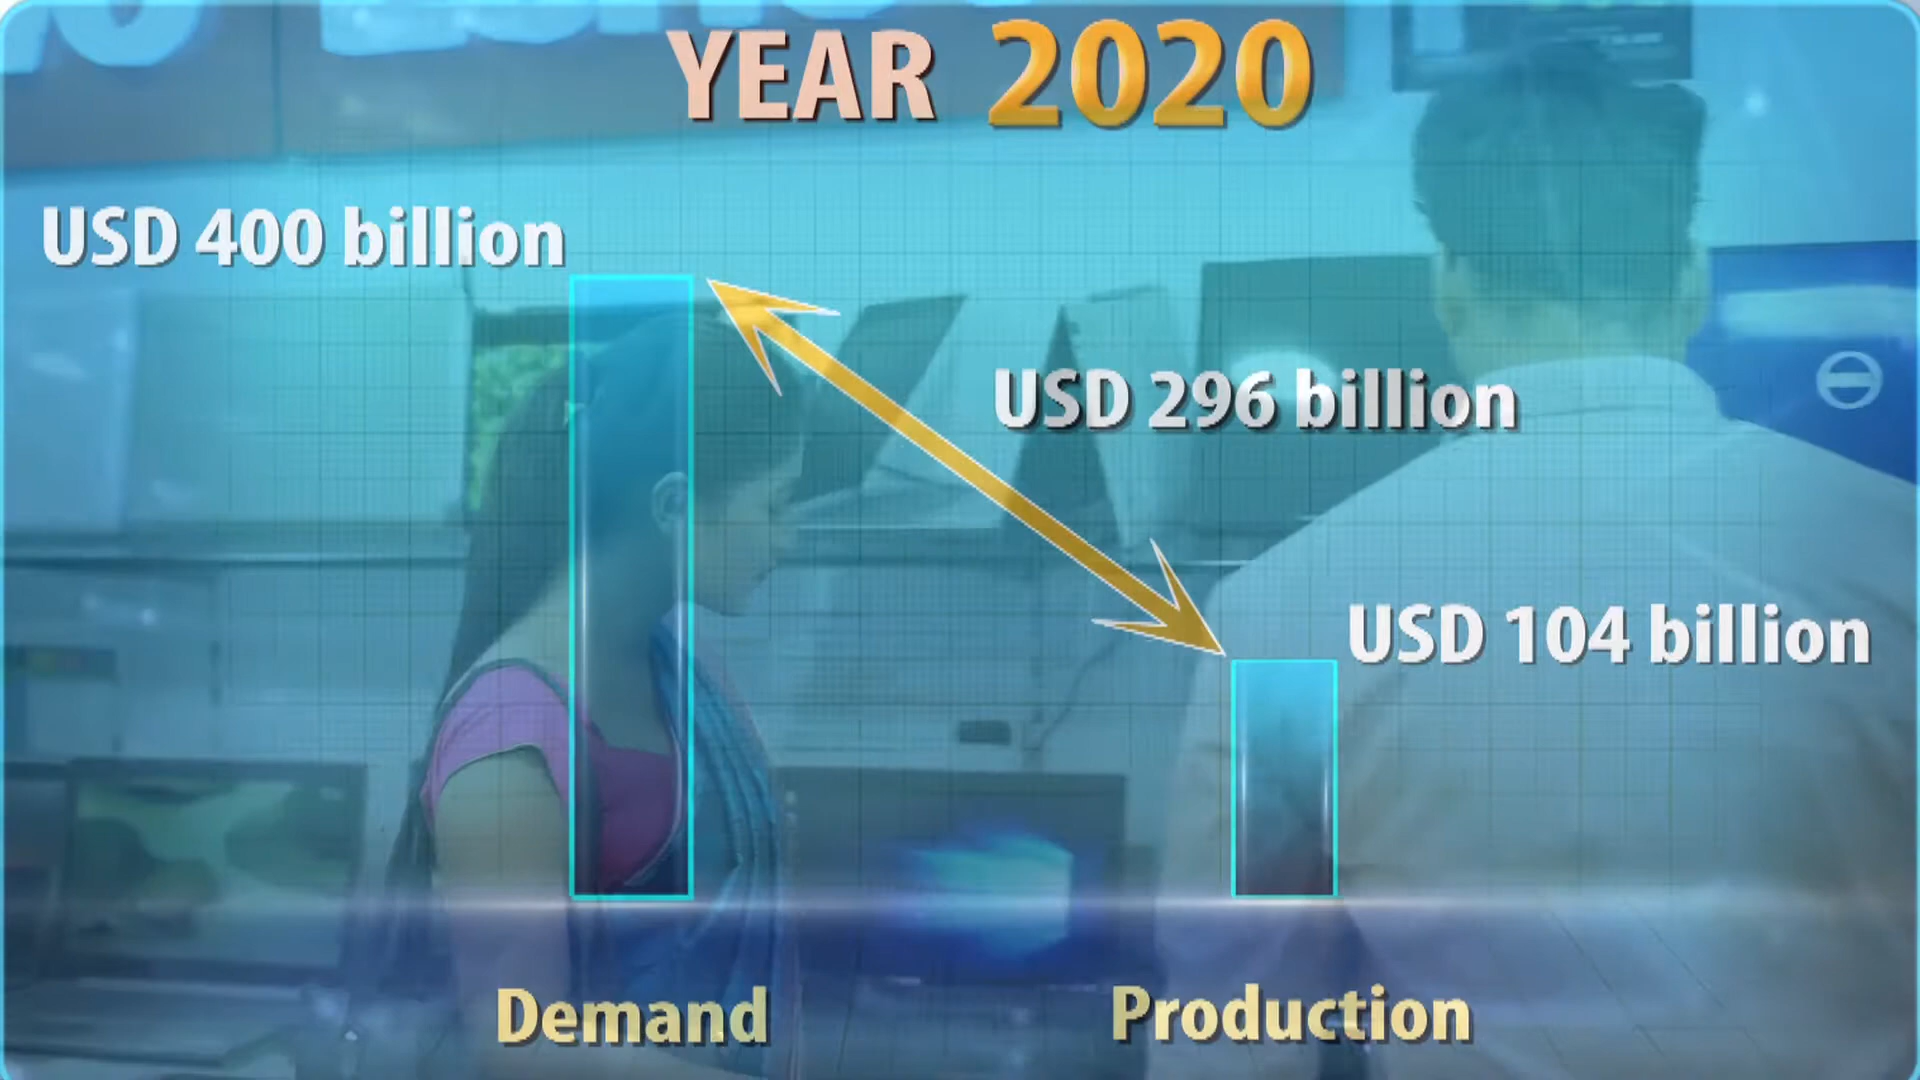 YEAR 2020
USD 400 billion
USD 296 billion
USD 104 billion
Demand
Production